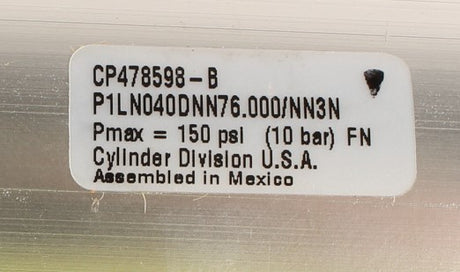 CP478598-B
P1LN040DNN76.000/NN3N
Pmax = 150 psi (10 bar) FN
Cylinder Division U.S.A.
Assembled in Mexico